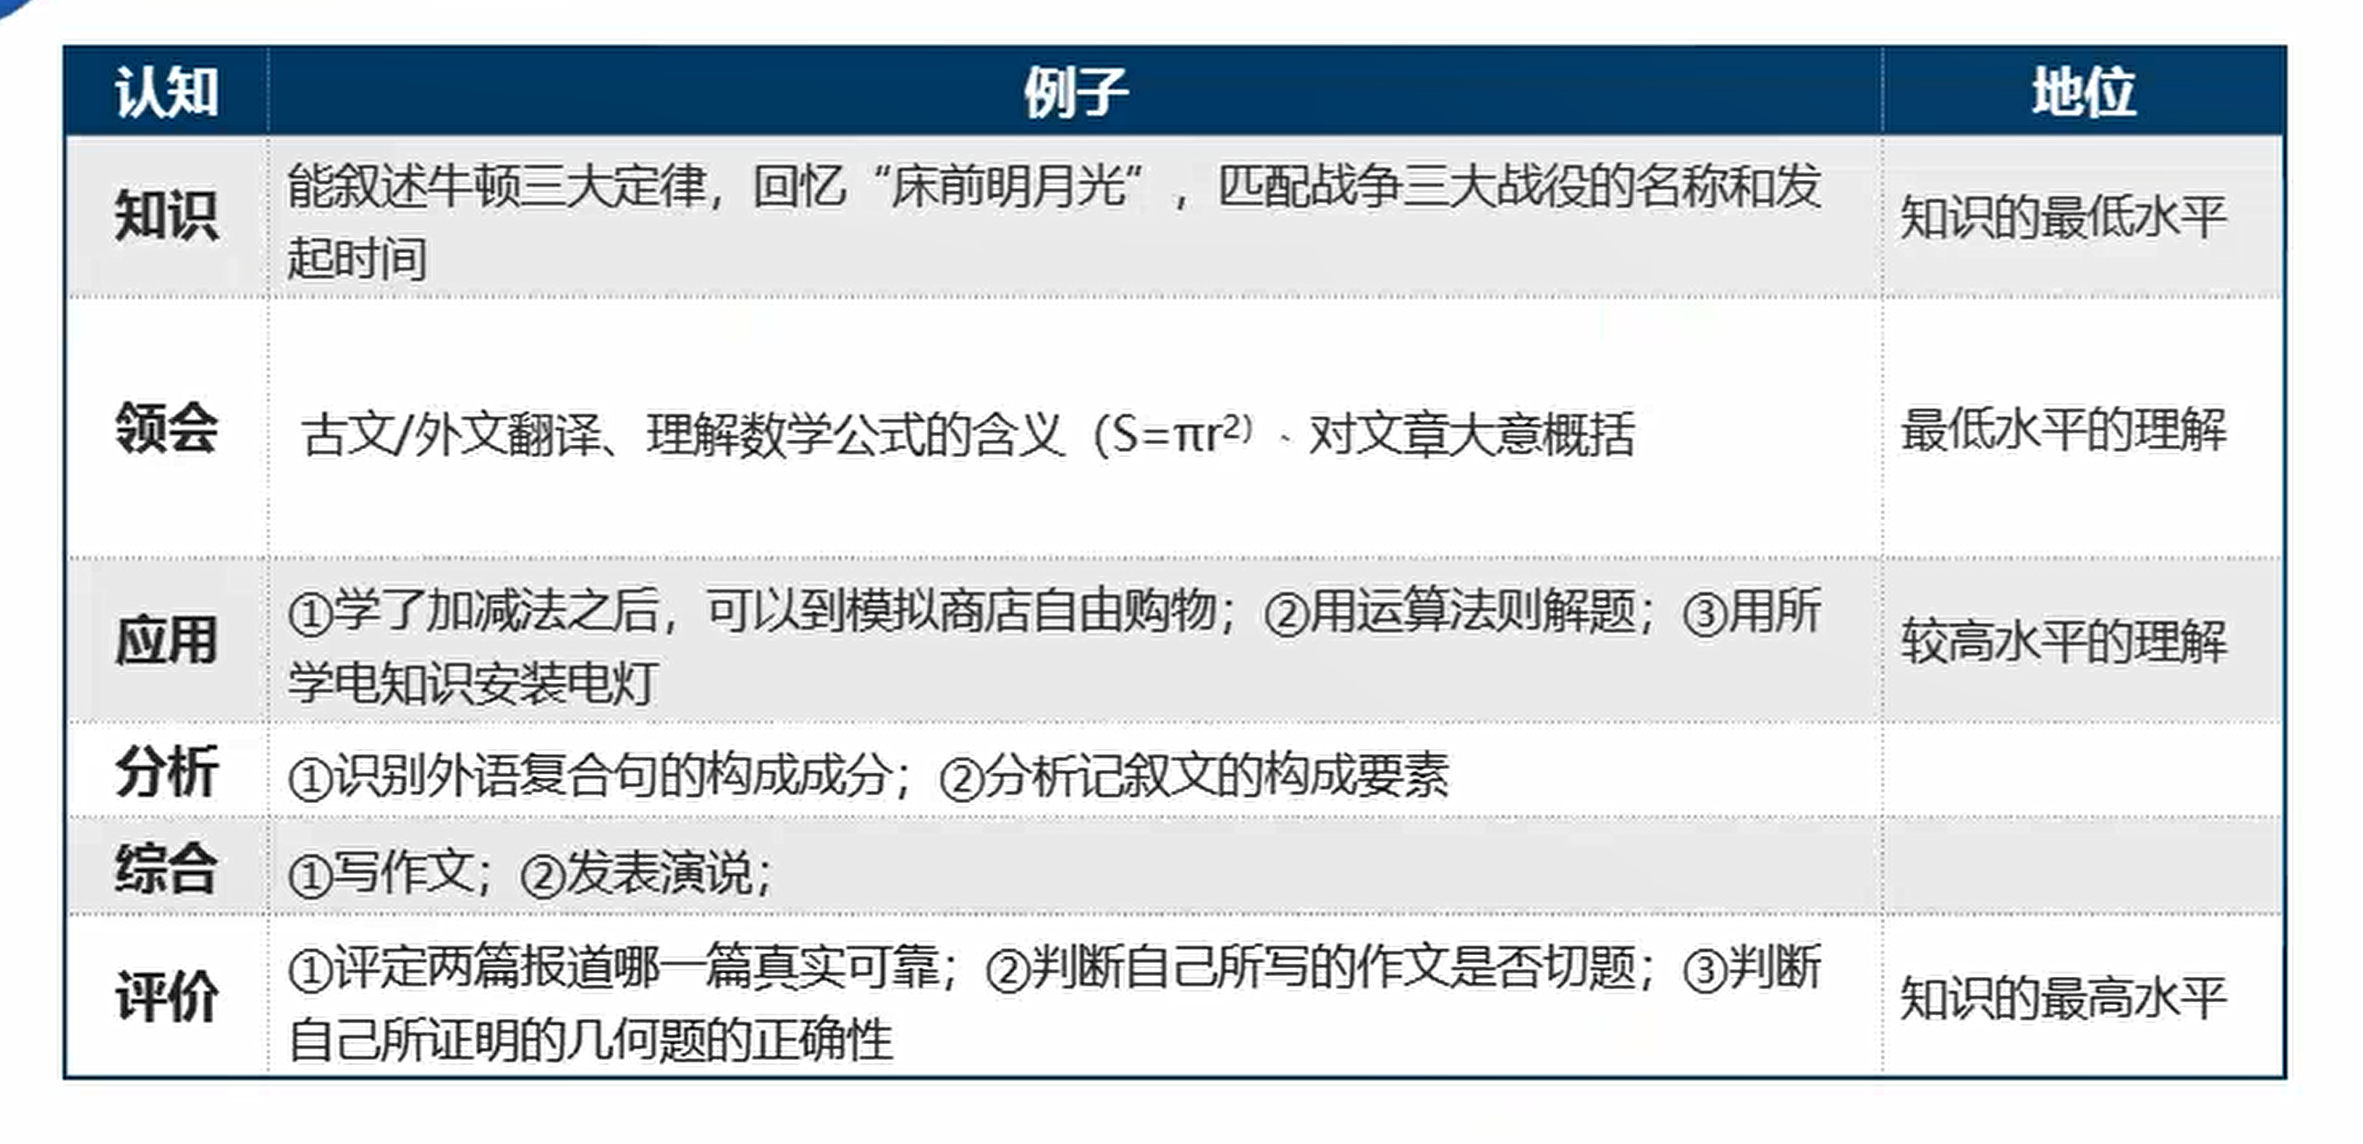 认知 例子 地位
知识
能叙述牛顿三大定律，回忆“床前明月光”，匹配战争三大战役的名称和发
起时间
知识的最低水平
领会
古文/外文翻译、理解数学公式的含义（S=πr²）、对文章大意概括
最低水平的理解
应用
①学了加减法之后，可以到模拟商店自由购物；②用运算法则解题；③用所
学电知识安装电灯
较高水平的理解
分析
①识别外语复合句的构成成分；②分析记叙文的构成要素
综合
①写作文；②发表演说；
评价
①评定两篇报道哪一篇真实可靠；②判断自己所写的作文是否切题；③判断
自己所证明的几何题的正确性
知识的最高水平